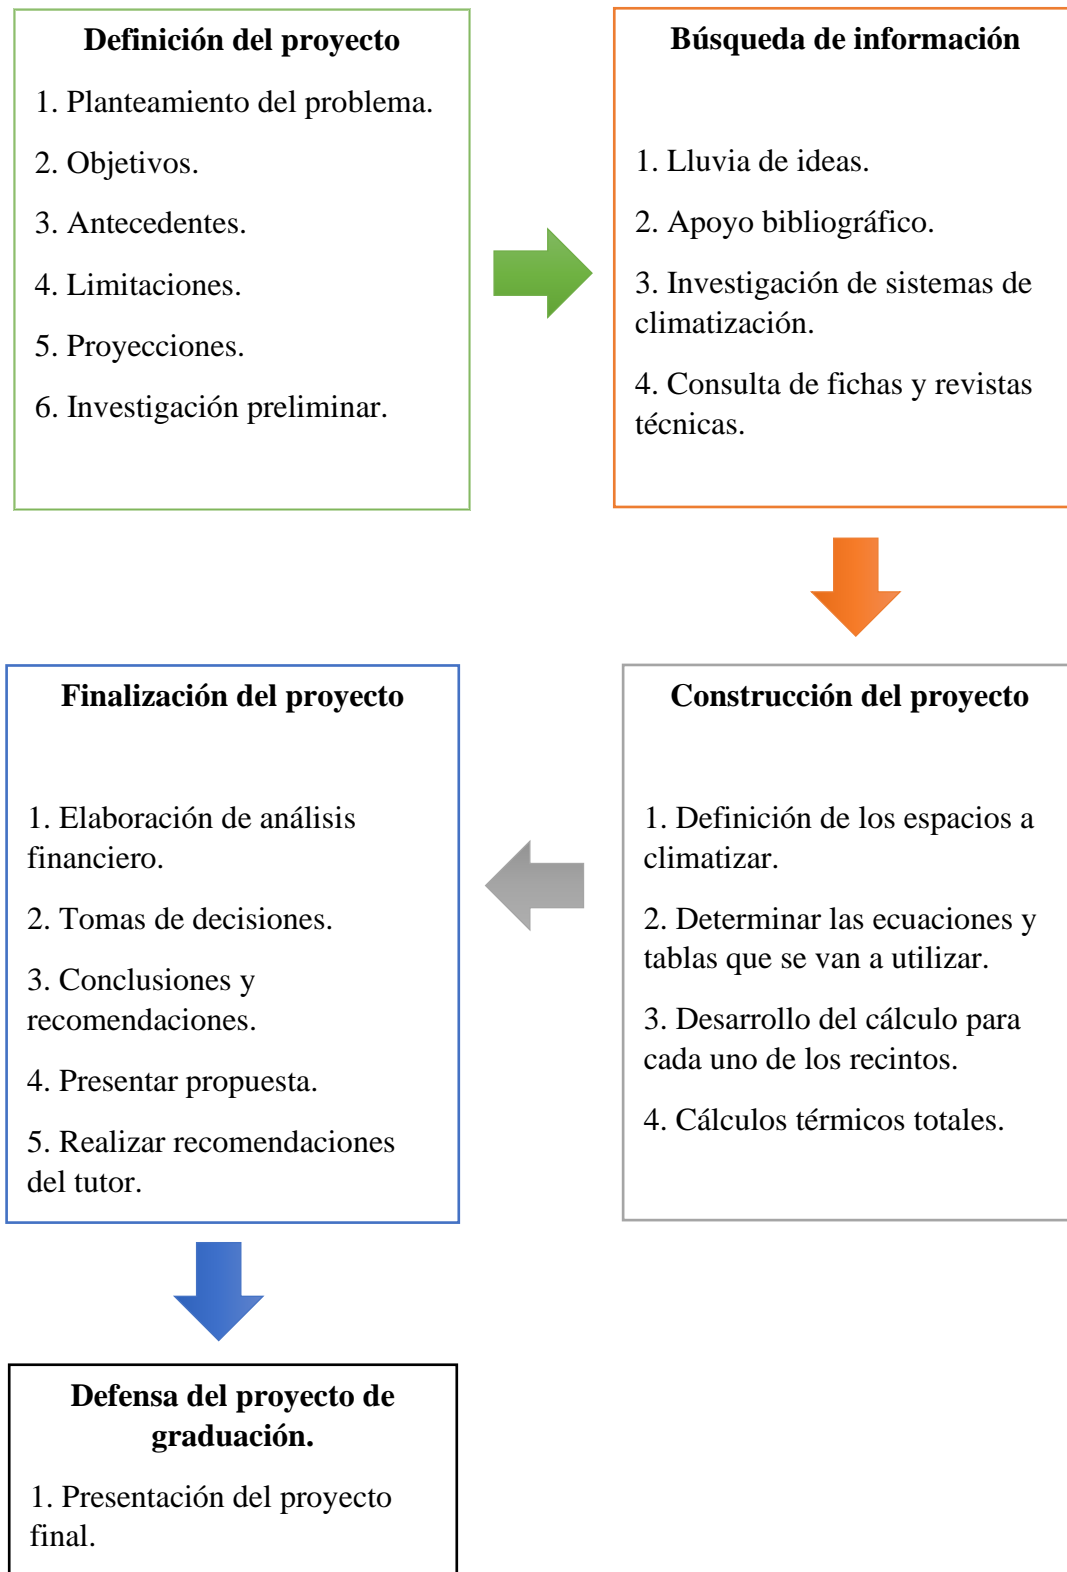 Definición del proyecto
1. Planteamiento del problema.
2. Objetivos.
3. Antecedentes.
4. Limitaciones.
5. Proyecciones.
6. Investigación preliminar.
Búsqueda de información
1. Lluvia de ideas.
2. Apoyo bibliográfico.
3. Investigación de sistemas de
climatización.
4. Consulta de fichas y revistas
técnicas.
Construcción del proyecto
1. Definición de los espacios a
climatizar.
2. Determinar las ecuaciones y
tablas que se van a utilizar.
3. Desarrollo del cálculo para
cada uno de los recintos.
4. Cálculos térmicos totales.
Finalización del proyecto
1. Elaboración de análisis
financiero.
2. Tomas de decisiones.
3. Conclusiones y
recomendaciones.
4. Presentar propuesta.
5. Realizar recomendaciones
del tutor.
Defensa del proyecto de
graduación.
1. Presentación del proyecto
final.